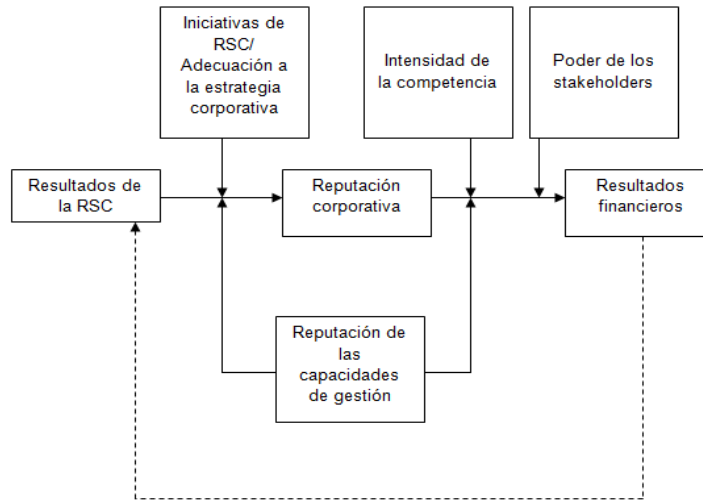 Iniciativas de
RSC/
Adecuación a
la estrategia
corporativa
Intensidad de
la competencia
Poder de los
stakeholders
Resultados de
la RSC
Reputación
corporativa
Resultados
financieros
Reputación de
las
capacidades
de gestión